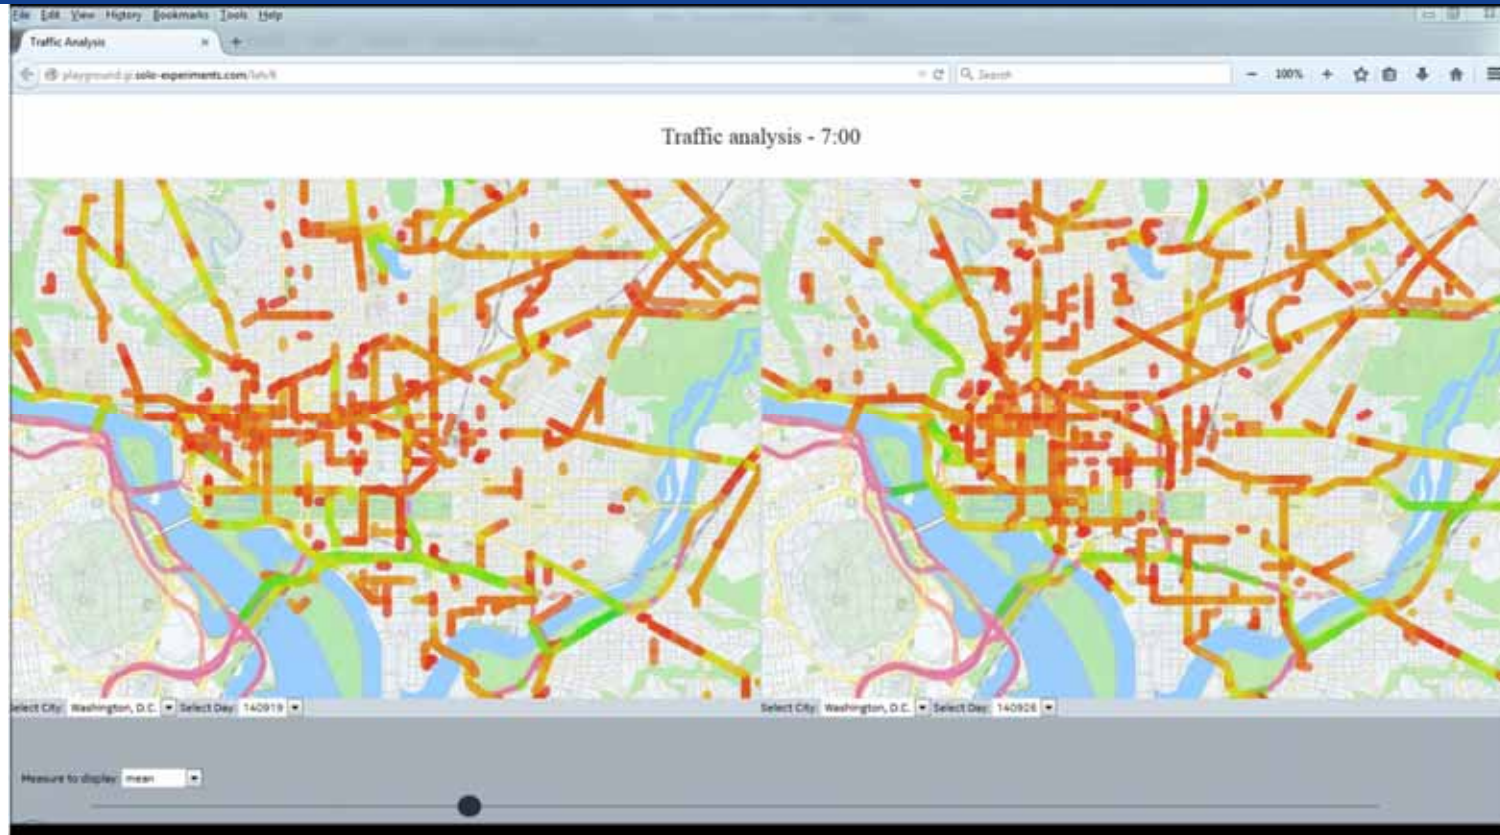 File Edit View History Bookmarks Tools Help
Traffic Analysis × +
Search − 100% +
Traffic analysis - 7:00
Select City: Washington, D.C. Select Day: 140919
Select City: Washington, D.C. Select Day: 140926
Measure to display: mean